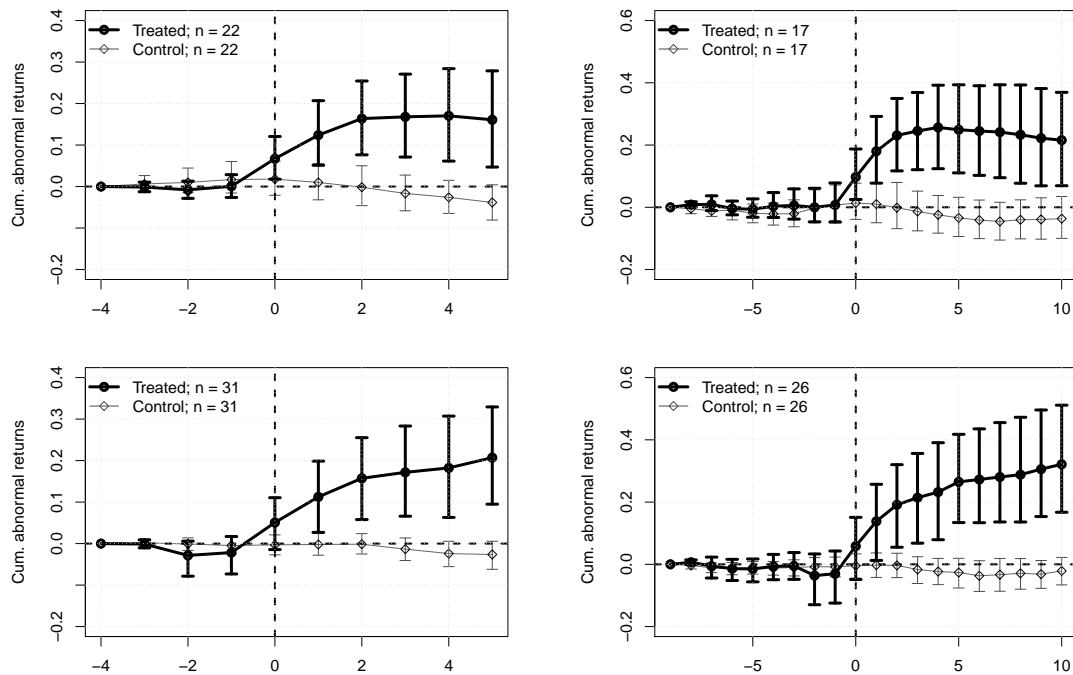 Treated; n = 22
Control; n = 22
Cum. abnormal returns
0.4
0.3
0.2
0.1
0.0
−0.2
−4 −2 0 2 4
Treated; n = 17
Control; n = 17
Cum. abnormal returns
0.6
0.4
0.2
0.0
−0.2
−5 0 5 10
Treated; n = 31
Control; n = 31
Cum. abnormal returns
0.4
0.3
0.2
0.1
0.0
−0.2
−4 −2 0 2 4
Treated; n = 26
Control; n = 26
Cum. abnormal returns
0.6
0.4
0.2
0.0
−0.2
−5 0 5 10